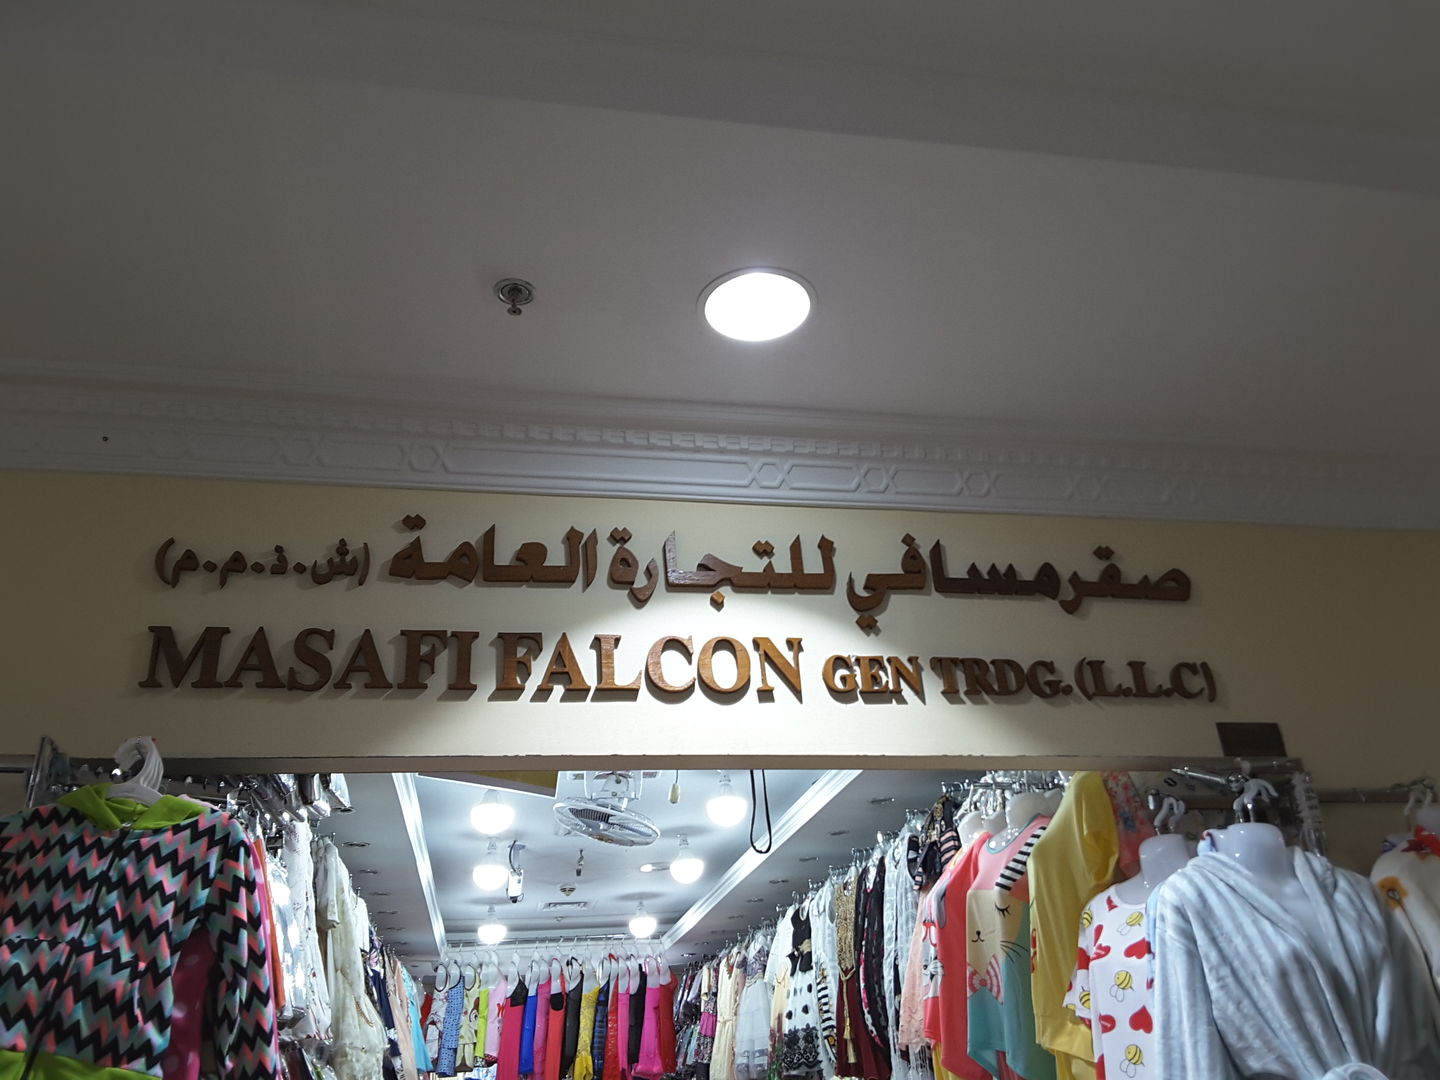 صقر مسافي للتجارة العامة (ش.ذ.م.م)
MASAFI FALCON GEN TRDG. (L.L.C)